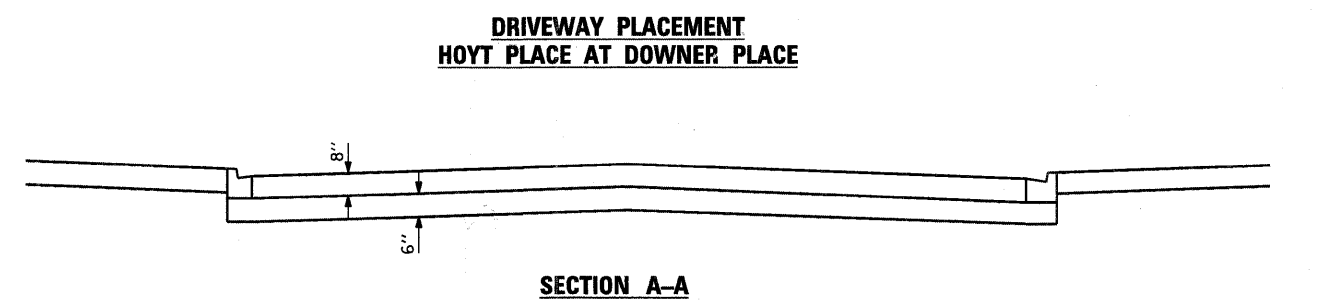 DRIVEWAY PLACEMENT
HOYT PLACE AT DOWNER PLACE
8"
6"
SECTION A–A